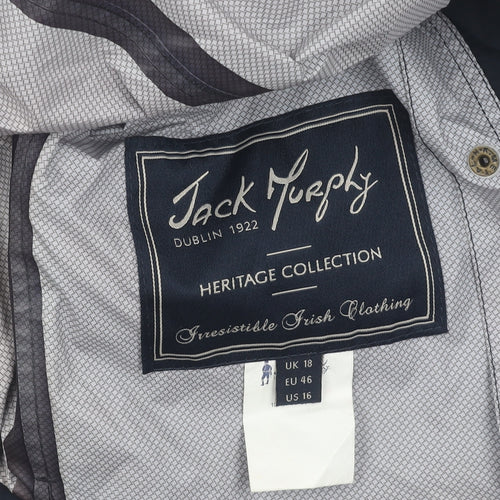 Jack Murphy
DUBLIN 1922
HERITAGE COLLECTION
Irresistible Irish Clothing
UK 18
EU 46
US 16